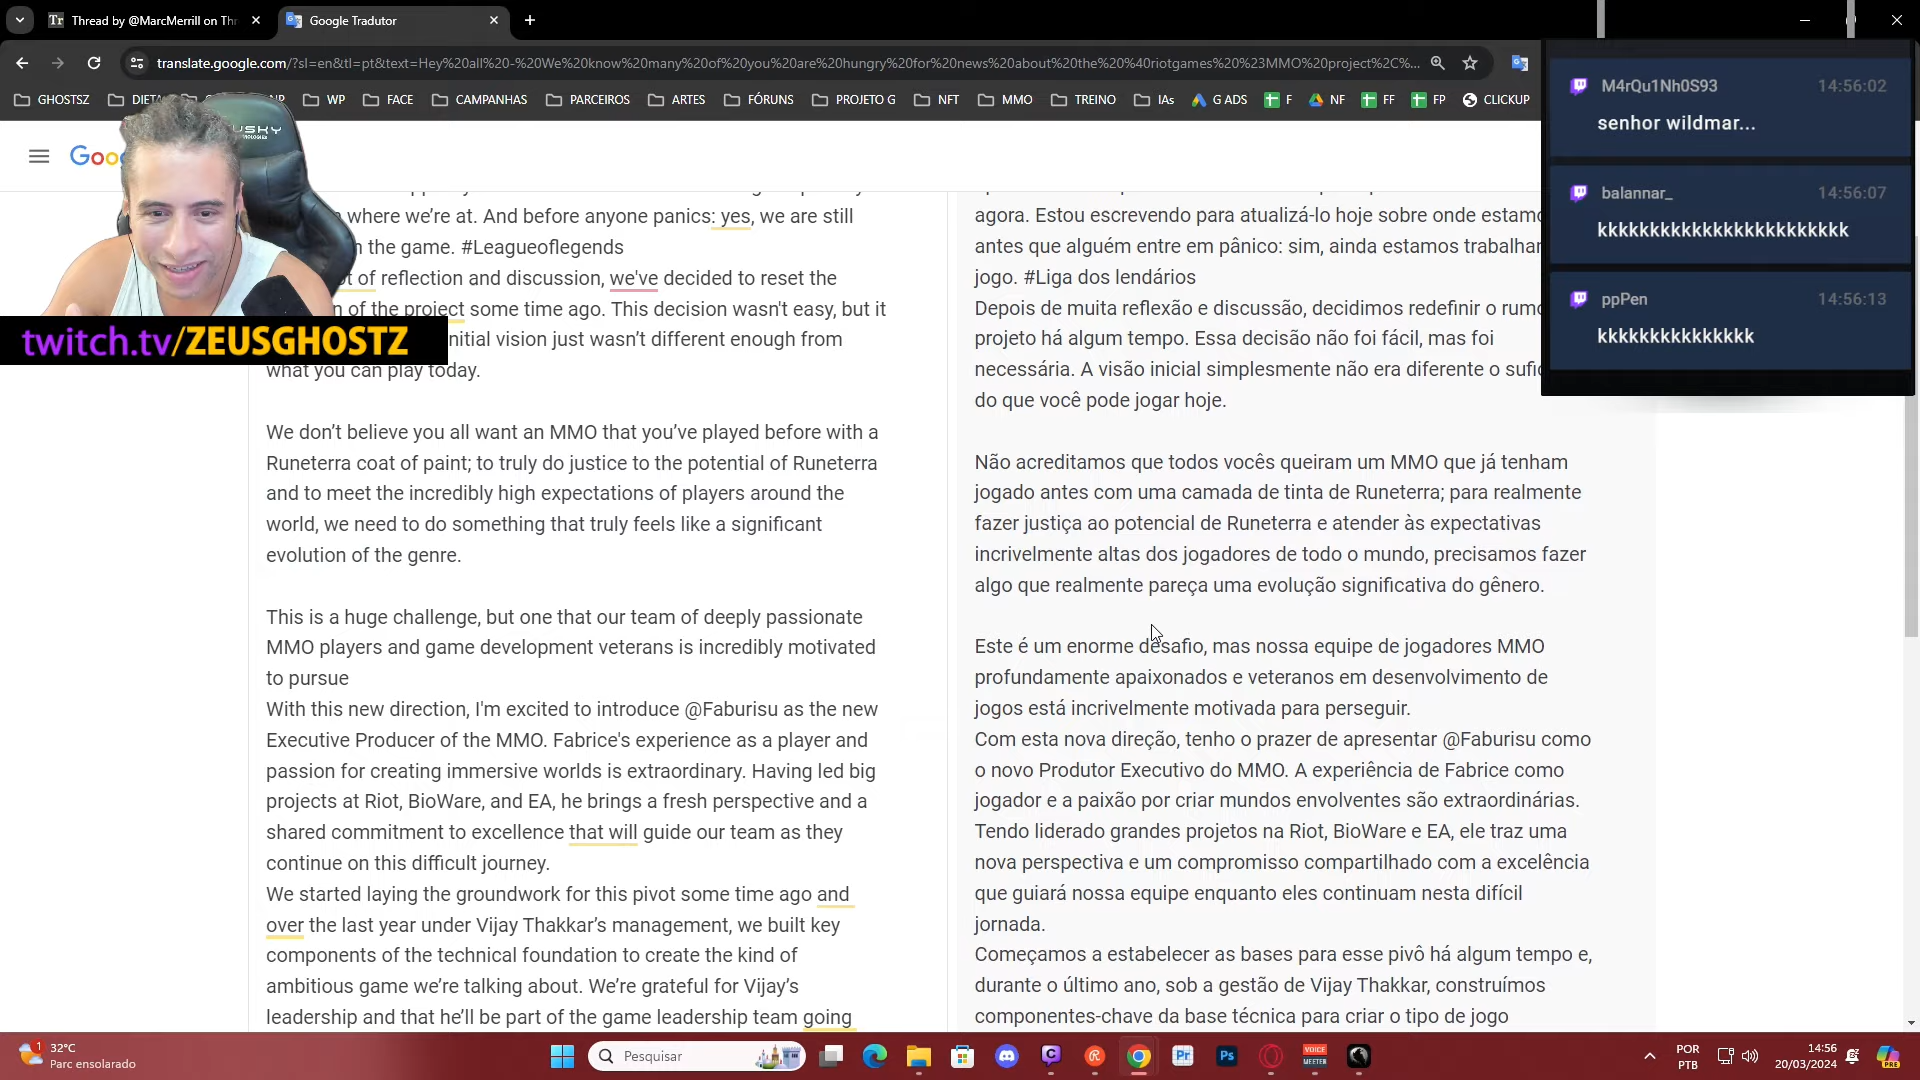 Thread by @MarcMerrill on Thr
Google Tradutor
translate.google.com/?sl=en&tl=pt&text=Hey%20all%20-%20We%20know%20many%20of%20you%20are%20hungry%20for%20news%20about%20the%20%40riotgames%20%23MMO%20project%2C%...
GHOSTSZ
DIETA
WP
FACE
CAMPANHAS
PARCEIROS
ARTES
FÓRUNS
PROJETO G
NFT
MMO
TREINO
IAs
G ADS
F
NF
FF
FP
CLICKUP
M4rQu1Nh0S93 14:56:02
senhor wildmar...
balannar_ 14:56:07
kkkkkkkkkkkkkkkkkkkkkkkk
ppPen 14:56:13
kkkkkkkkkkkkkkk
twitch.tv/ZEUSGHOSTZ
where we're at. And before anyone panics: yes, we are still
the game. #Leagueoflegends
of reflection and discussion, we've decided to reset the
of the project some time ago. This decision wasn't easy, but it
nitial vision just wasn't different enough from
what you can play today.
We don't believe you all want an MMO that you've played before with a
Runeterra coat of paint; to truly do justice to the potential of Runeterra
and to meet the incredibly high expectations of players around the
world, we need to do something that truly feels like a significant
evolution of the genre.
This is a huge challenge, but one that our team of deeply passionate
MMO players and game development veterans is incredibly motivated
to pursue
With this new direction, I'm excited to introduce @Faburisu as the new
Executive Producer of the MMO. Fabrice's experience as a player and
passion for creating immersive worlds is extraordinary. Having led big
projects at Riot, BioWare, and EA, he brings a fresh perspective and a
shared commitment to excellence that will guide our team as they
continue on this difficult journey.
We started laying the groundwork for this pivot some time ago and
over the last year under Vijay Thakkar's management, we built key
components of the technical foundation to create the kind of
ambitious game we're talking about. We're grateful for Vijay's
leadership and that he'll be part of the game leadership team going
agora. Estou escrevendo para atualizá-lo hoje sobre onde estamo
antes que alguém entre em pânico: sim, ainda estamos trabalhan
jogo. #Liga dos lendários
Depois de muita reflexão e discussão, decidimos redefinir o rumo
projeto há algum tempo. Essa decisão não foi fácil, mas foi
necessária. A visão inicial simplesmente não era diferente o sufic
do que você pode jogar hoje.
Não acreditamos que todos vocês queiram um MMO que já tenham
jogado antes com uma camada de tinta de Runeterra; para realmente
fazer justiça ao potencial de Runeterra e atender às expectativas
incrivelmente altas dos jogadores de todo o mundo, precisamos fazer
algo que realmente pareça uma evolução significativa do gênero.
Este é um enorme desafio, mas nossa equipe de jogadores MMO
profundamente apaixonados e veteranos em desenvolvimento de
jogos está incrivelmente motivada para perseguir.
Com esta nova direção, tenho o prazer de apresentar @Faburisu como
o novo Produtor Executivo do MMO. A experiência de Fabrice como
jogador e a paixão por criar mundos envolventes são extraordinárias.
Tendo liderado grandes projetos na Riot, BioWare e EA, ele traz uma
nova perspectiva e um compromisso compartilhado com a excelência
que guiará nossa equipe enquanto eles continuam nesta difícil
jornada.
Começamos a estabelecer as bases para esse pivô há algum tempo e,
durante o último ano, sob a gestão de Vijay Thakkar, construímos
componentes-chave da base técnica para criar o tipo de jogo
32°C
Parc ensolarado
Pesquisar
POR
PTB
14:56
20/03/2024